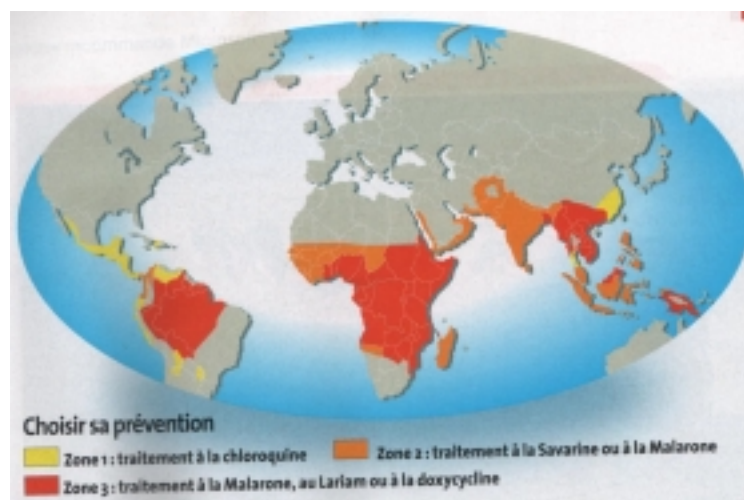 Choisir sa prévention
Zone 1 : traitement à la chloroquine
Zone 2 : traitement à la Savarine ou à la Malarone
Zone 3 : traitement à la Malarone, au Lariam ou à la doxycycline